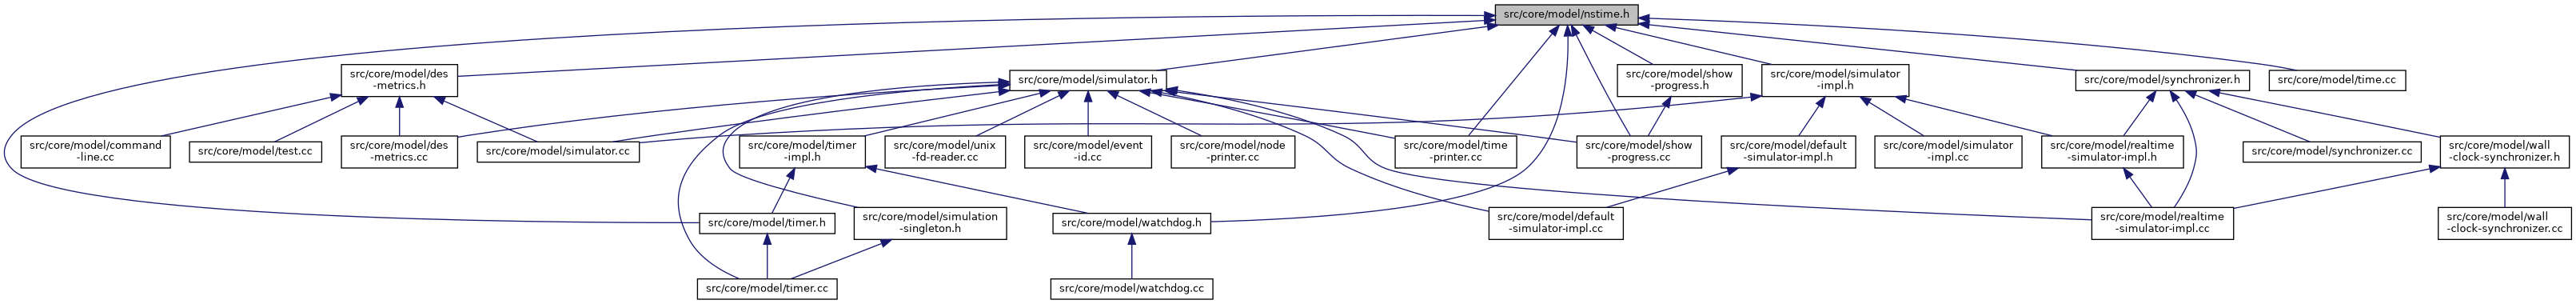 src/core/model/nstime.h
src/core/model/des
-metrics.h
src/core/model/simulator.h
src/core/model/show
-progress.h
src/core/model/simulator
-impl.h
src/core/model/synchronizer.h
src/core/model/time.cc
src/core/model/command
-line.cc
src/core/model/test.cc
src/core/model/des
-metrics.cc
src/core/model/simulator.cc
src/core/model/timer
-impl.h
src/core/model/unix
-fd-reader.cc
src/core/model/event
-id.cc
src/core/model/node
-printer.cc
src/core/model/time
-printer.cc
src/core/model/show
-progress.cc
src/core/model/default
-simulator-impl.h
src/core/model/simulator
-impl.cc
src/core/model/realtime
-simulator-impl.h
src/core/model/synchronizer.cc
src/core/model/wall
-clock-synchronizer.h
src/core/model/timer.h
src/core/model/simulation
-singleton.h
src/core/model/watchdog.h
src/core/model/default
-simulator-impl.cc
src/core/model/realtime
-simulator-impl.cc
src/core/model/wall
-clock-synchronizer.cc
src/core/model/timer.cc
src/core/model/watchdog.cc